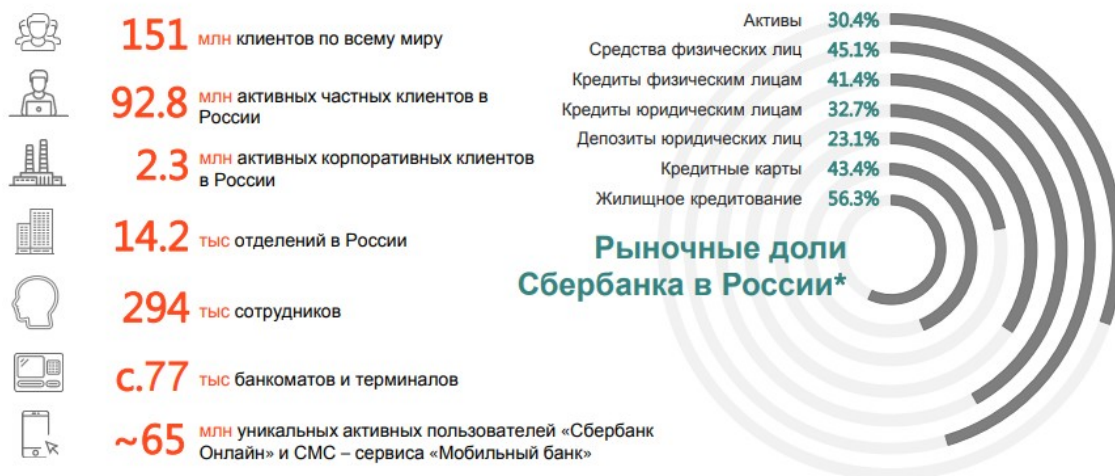 151 млн клиентов по всему миру
92.8 млн активных частных клиентов в
России
2.3 млн активных корпоративных клиентов
в России
14.2 тыс отделений в России
294 тыс сотрудников
с.77 тыс банкоматов и терминалов
~65 млн уникальных активных пользователей «Сбербанк
Онлайн» и СМС – сервиса «Мобильный банк»
Активы 30.4%
Средства физических лиц 45.1%
Кредиты физическим лицам 41.4%
Кредиты юридическим лицам 32.7%
Депозиты юридических лиц 23.1%
Кредитные карты 43.4%
Жилищное кредитование 56.3%
Рыночные доли
Сбербанка в России*